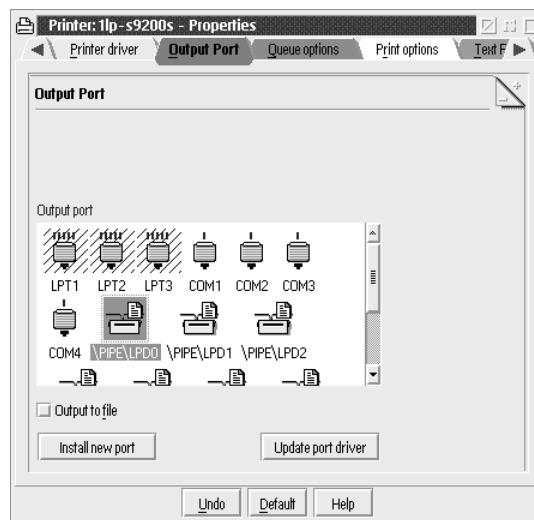 Printer: 1lp-s9200s - Properties
Printer driver Output Port Queue options Print options Text F
Output Port
Output port
LPT1 LPT2 LPT3 COM1 COM2 COM3
COM4 \PIPE\LPD0 \PIPE\LPD1 \PIPE\LPD2
Output to file
Install new port Update port driver
Undo Default Help